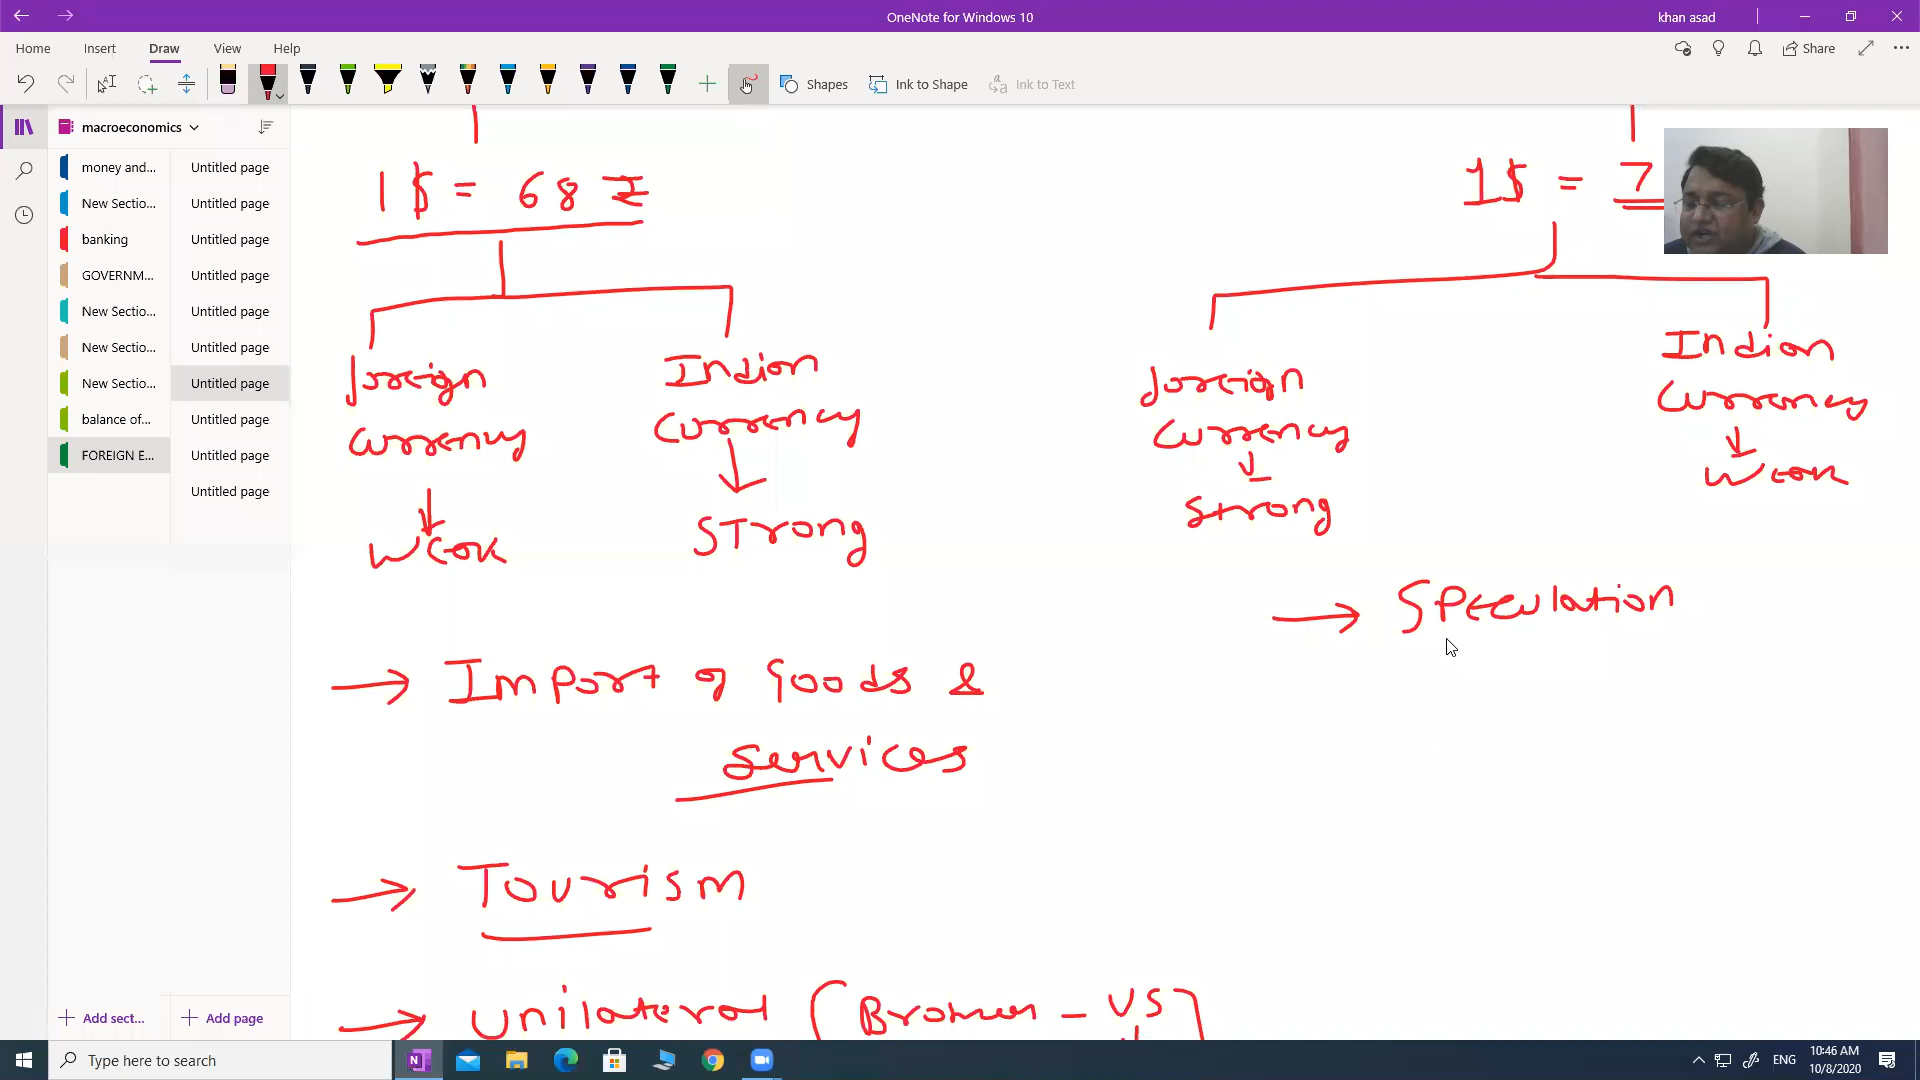 OneNote for Windows 10
khan asad
Home Insert Draw View Help
Share
Shapes Ink to Shape Ink to Text
macroeconomics
money and...
New Sectio...
banking
GOVERNM...
New Sectio...
New Sectio...
New Sectio...
balance of...
FOREIGN E...
Untitled page
Untitled page
Untitled page
Untitled page
Untitled page
Untitled page
Untitled page
Untitled page
Untitled page
Untitled page
Add sect...
Add page
1$ = 68 ₹
foreign
currency
Weak
Indian
Currency
STrong
1$ = 7
foreign
currency
strong
Indian
Currency
Weak
→ Speculation
→ Import of Goods &
services
→ Tourism
→ Unilateral (Brother - US)
Type here to search
ENG
10:46 AM
10/8/2020